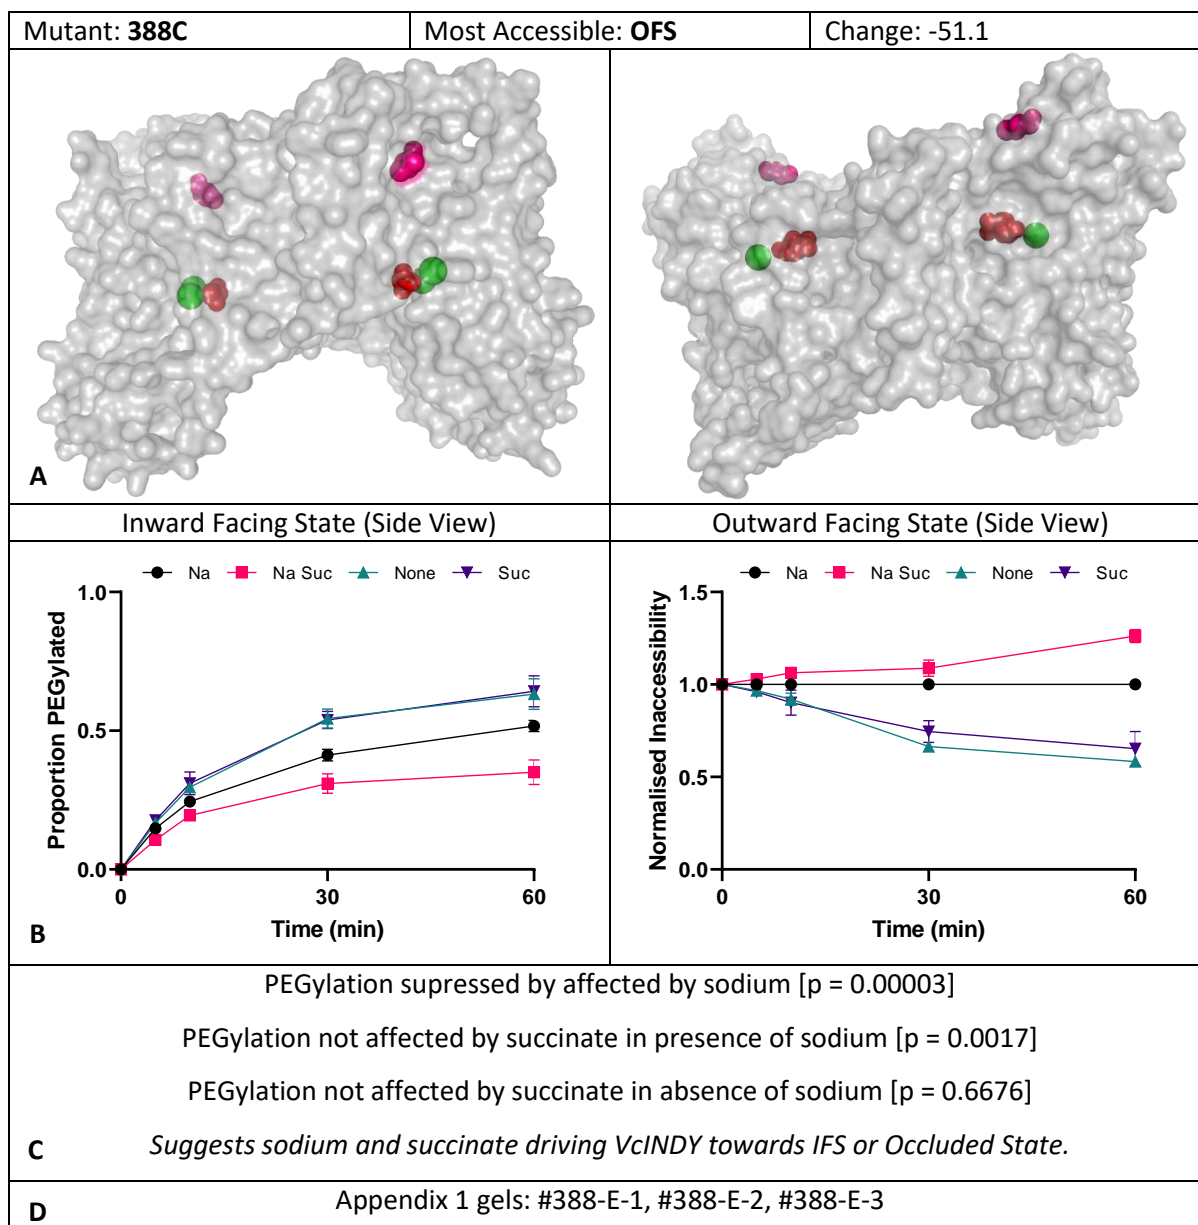 Mutant: 388C
Most Accessible: OFS
Change: -51.1
A
Inward Facing State (Side View)
Outward Facing State (Side View)
Na Na Suc None Suc
1.0
0.5
0.0
Proportion PEGylated
0 30 60
Time (min)
B
Na Na Suc None Suc
1.5
1.0
0.5
0.0
Normalised Inaccessibility
0 30 60
Time (min)
PEGylation supressed by affected by sodium [p = 0.00003]
PEGylation not affected by succinate in presence of sodium [p = 0.0017]
PEGylation not affected by succinate in absence of sodium [p = 0.6676]
C Suggests sodium and succinate driving VcINDY towards IFS or Occluded State.
D Appendix 1 gels: #388-E-1, #388-E-2, #388-E-3